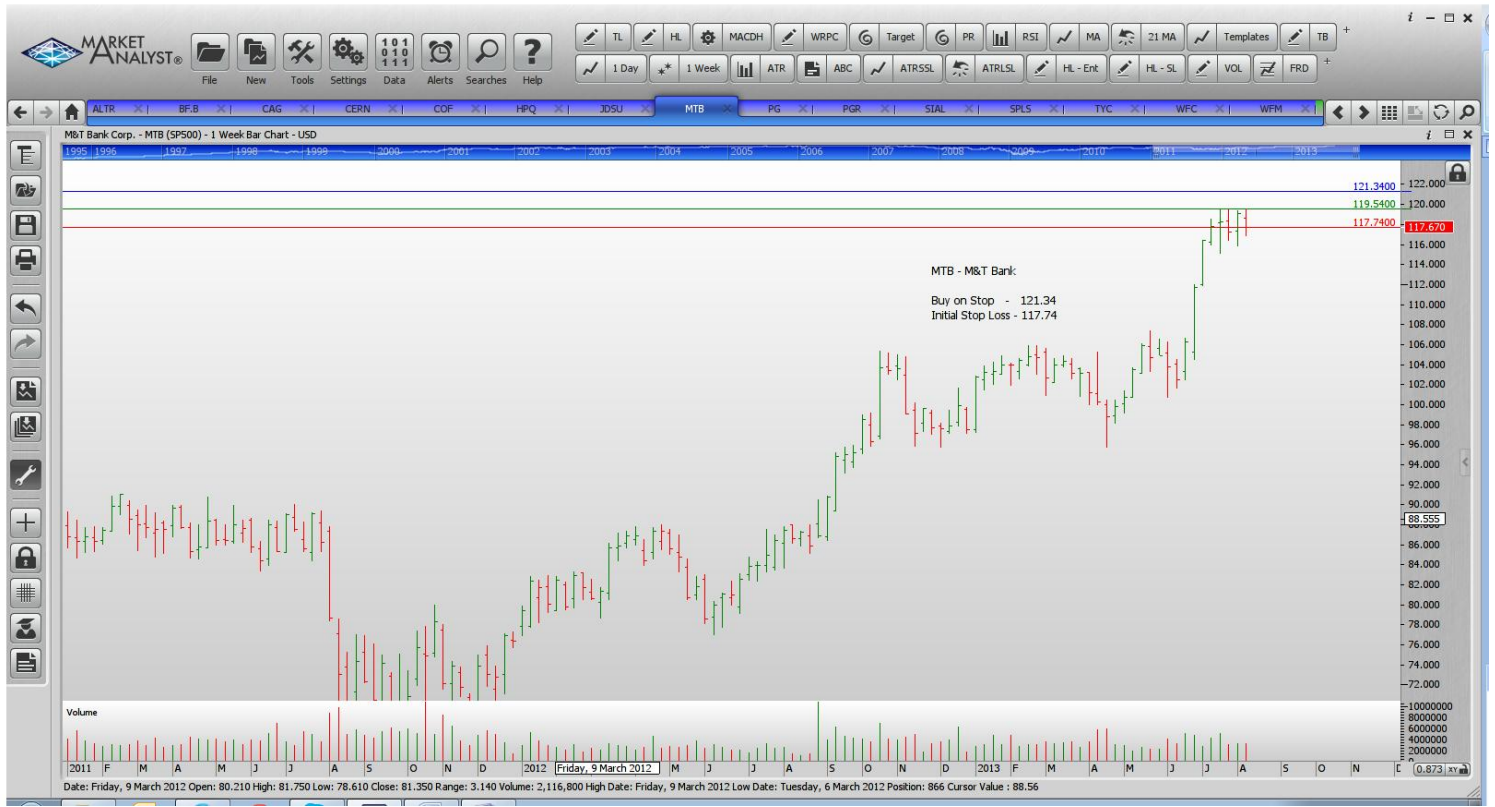 i
MARKET ANALYST®
File New Tools Settings Data Alerts Searches Help
TL HL MACDH WRPC Target PR RSI MA 21 MA Templates TB +
1 Day 1 Week ATR ABC ATRSSL ATRLSL HL - Ent HL - SL VOL FRD +
ALTR BF.B CAG CERN COF HPQ JDSU MTB PG PGR SIAL SPLS TYC WFC WFM
M&T Bank Corp. - MTB (SP500) - 1 Week Bar Chart - USD
1995 1996 1997 1998 1999 2000 2001 2002 2003 2004 2005 2006 2007 2008 2009 2010 2011 2012 2013
121.3400
122.000
119.5400
120.000
117.7400
117.670
116.000
MTB - M&T Bank
114.000
112.000
Buy on Stop - 121.34
110.000
Initial Stop Loss - 117.74
108.000
106.000
104.000
102.000
100.000
98.000
96.000
94.000
92.000
90.000
88.555
86.000
84.000
82.000
80.000
78.000
76.000
74.000
72.000
Volume
10000000
8000000
6000000
4000000
2000000
2011 F M A M J J A S O N D 2012 Friday, 9 March 2012 M J J A S O N D 2013 F M A M J J A S O N D 0.873 XY
Date: Friday, 9 March 2012 Open: 80.210 High: 81.750 Low: 78.610 Close: 81.350 Range: 3.140 Volume: 2,116,800 High Date: Friday, 9 March 2012 Low Date: Tuesday, 6 March 2012 Position: 866 Cursor Value : 88.56